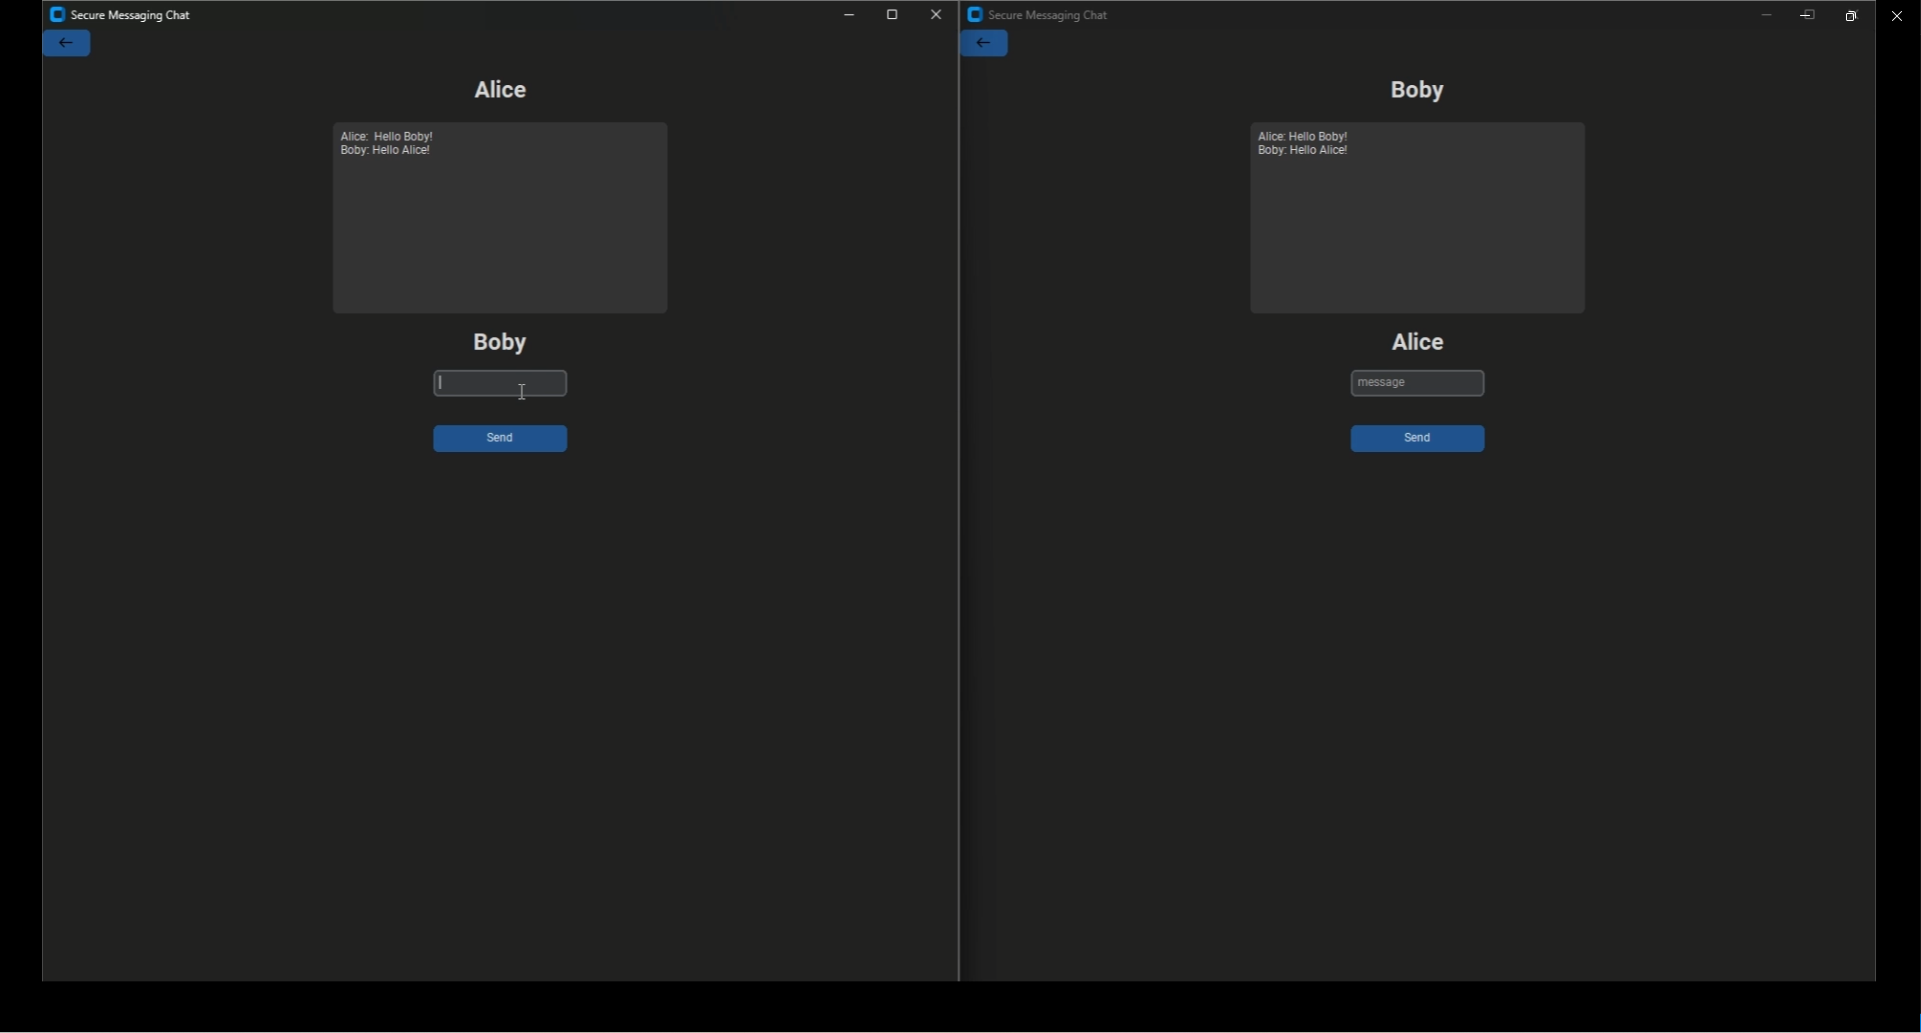 Secure Messaging Chat
Alice
Alice:  Hello Boby!
Boby: Hello Alice!
Boby
Send
Secure Messaging Chat
Boby
Alice: Hello Boby!
Boby: Hello Alice!
Alice
message
Send